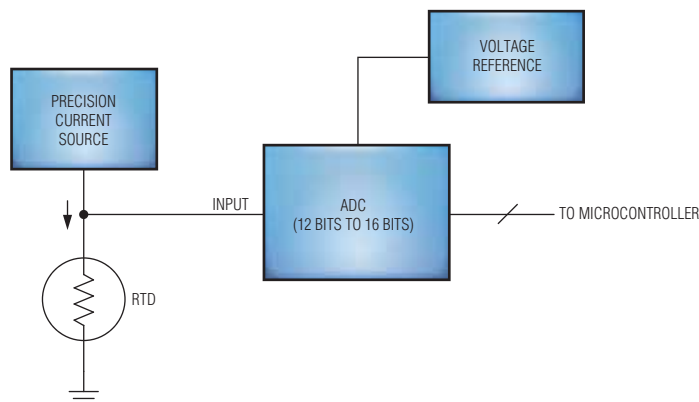 VOLTAGE
REFERENCE
PRECISION
CURRENT
SOURCE
INPUT
ADC
(12 BITS TO 16 BITS)
TO MICROCONTROLLER
RTD